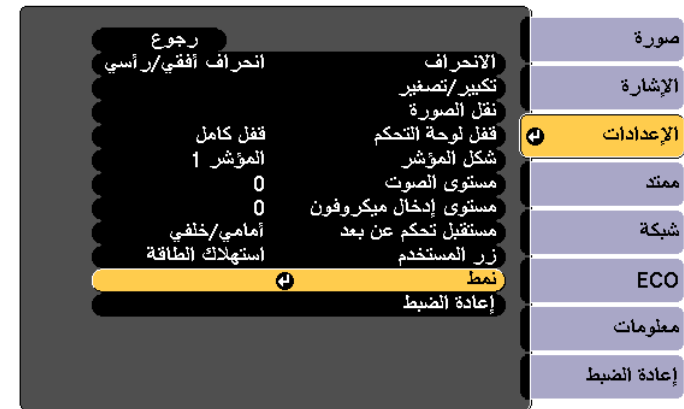 صورة
الإشارة
الإعدادات
ممتد
شبكة
ECO
معلومات
إعادة الضبط
رجوع
الانحراف انحراف أفقي/رأسي
تكبير/تصغير
نقل الصورة
قفل لوحة التحكم قفل كامل
شكل المؤشر المؤشر 1
مستوى الصوت 0
مستوى إدخال ميكروفون 0
مستقبل تحكم عن بعد أمامي/خلفي
زر المستخدم استهلاك الطاقة
نمط
إعادة الضبط